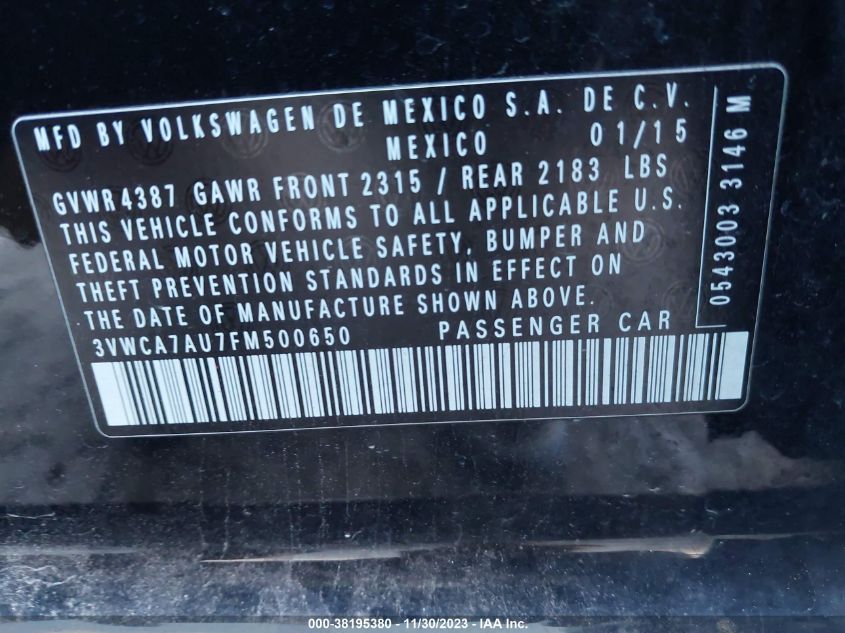 MFD BY VOLKSWAGEN DE MEXICO S.A. DE C.V.
MEXICO 01/15
GVWR 4387 GAWR FRONT 2315 / REAR 2183 LBS
THIS VEHICLE CONFORMS TO ALL APPLICABLE U.S.
FEDERAL MOTOR VEHICLE SAFETY, BUMPER AND
THEFT PREVENTION STANDARDS IN EFFECT ON
THE DATE OF MANUFACTURE SHOWN ABOVE.
3VWCA7AU7FM500650 PASSENGER CAR
0543003 3146 M
000-38195380 - 11/30/2023 - IAA Inc.